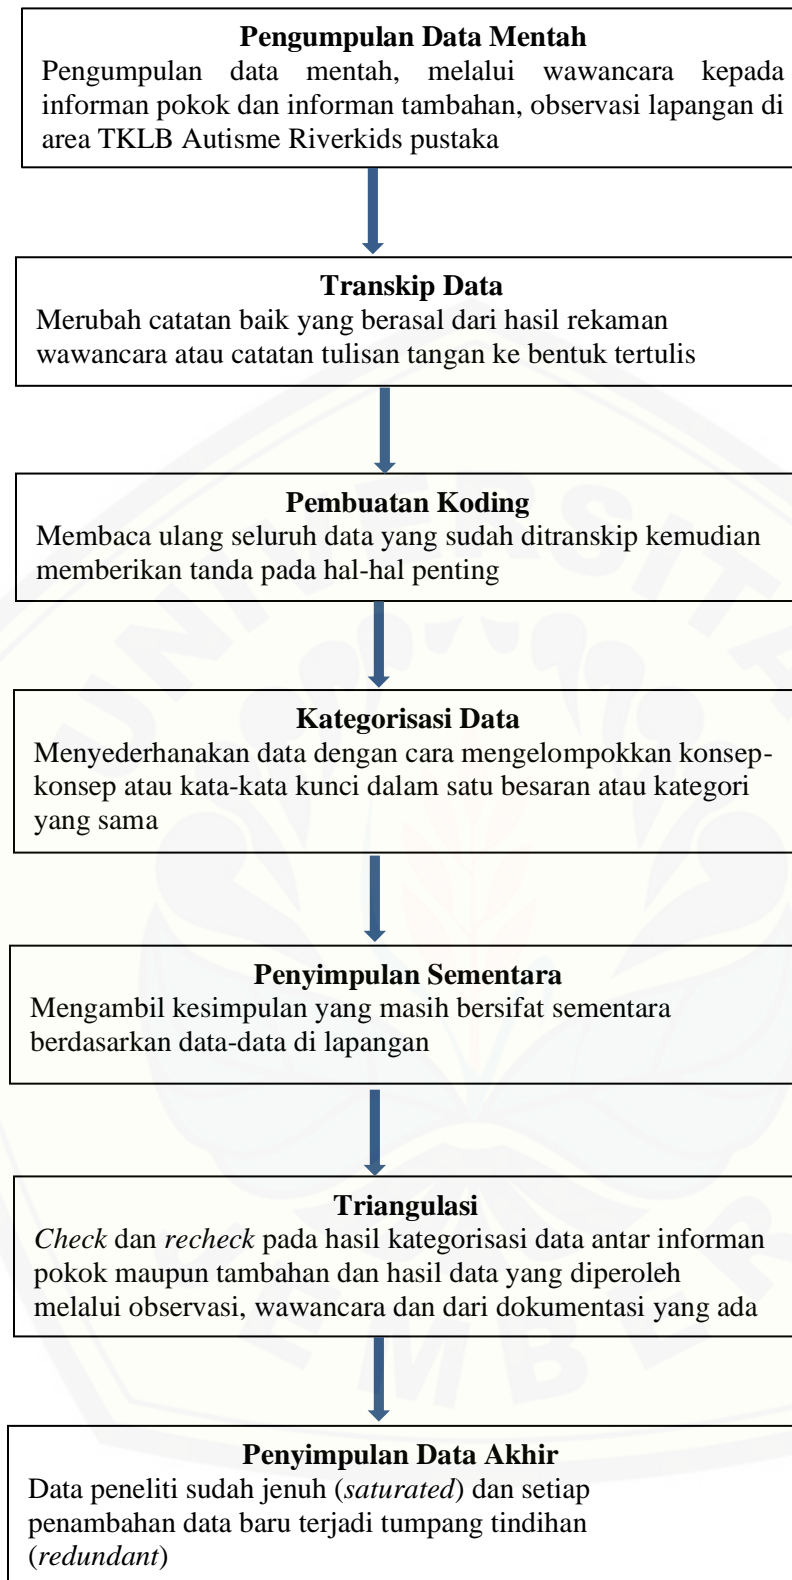 Pengumpulan Data Mentah
Pengumpulan data mentah, melalui wawancara kepada
informan pokok dan informan tambahan, observasi lapangan di
area TKLB Autisme Riverkids pustaka
Transkip Data
Merubah catatan baik yang berasal dari hasil rekaman
wawancara atau catatan tulisan tangan ke bentuk tertulis
Pembuatan Koding
Membaca ulang seluruh data yang sudah ditranskip kemudian
memberikan tanda pada hal-hal penting
Kategorisasi Data
Menyederhanakan data dengan cara mengelompokkan konsep-
konsep atau kata-kata kunci dalam satu besaran atau kategori
yang sama
Penyimpulan Sementara
Mengambil kesimpulan yang masih bersifat sementara
berdasarkan data-data di lapangan
Triangulasi
Check dan recheck pada hasil kategorisasi data antar informan
pokok maupun tambahan dan hasil data yang diperoleh
melalui observasi, wawancara dan dari dokumentasi yang ada
Penyimpulan Data Akhir
Data peneliti sudah jenuh (saturated) dan setiap
penambahan data baru terjadi tumpang tindihan
(redundant)
UNIVERSITA
JEMBER